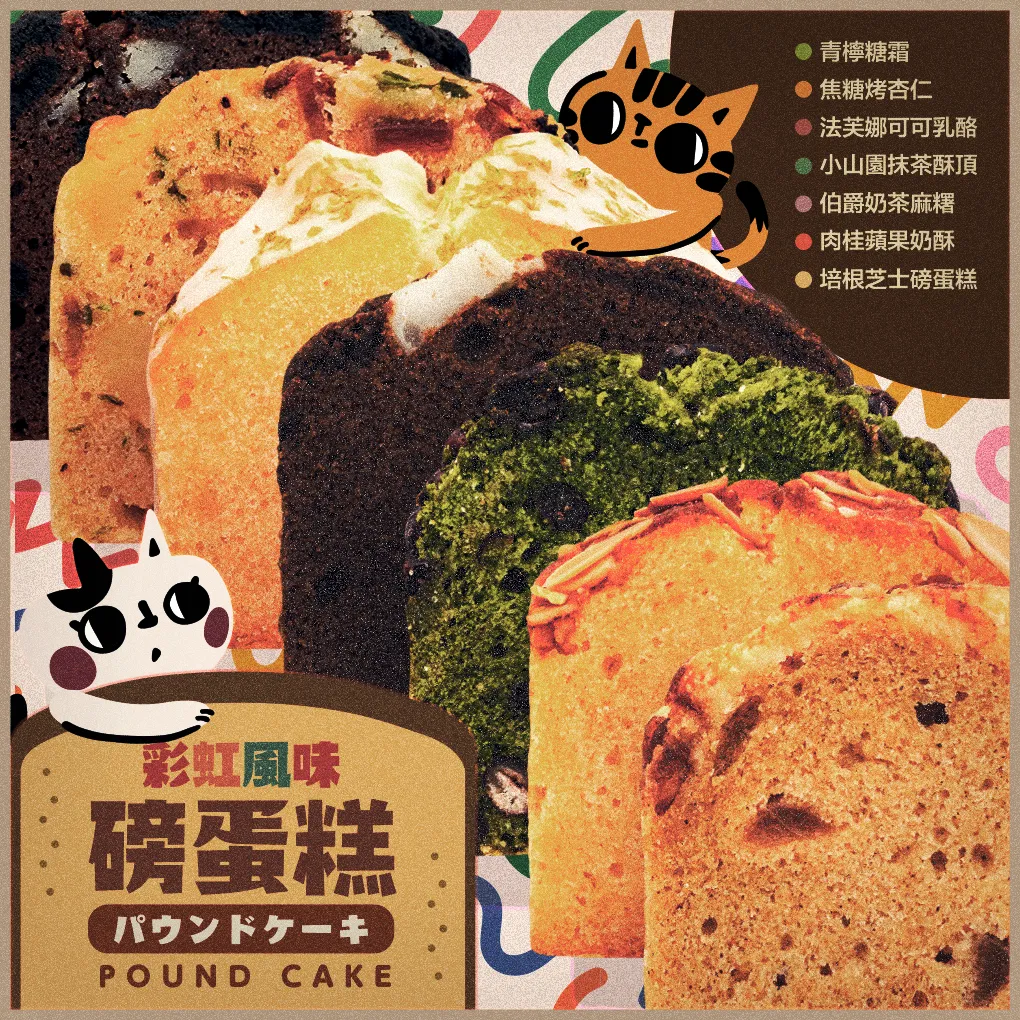 青檸糖霜
焦糖烤杏仁
法芙娜可可乳酪
小山園抹茶酥頂
伯爵奶茶麻糬
肉桂蘋果奶酥
培根芝士磅蛋糕
彩虹風味
磅蛋糕
パウンドケーキ
POUND CAKE